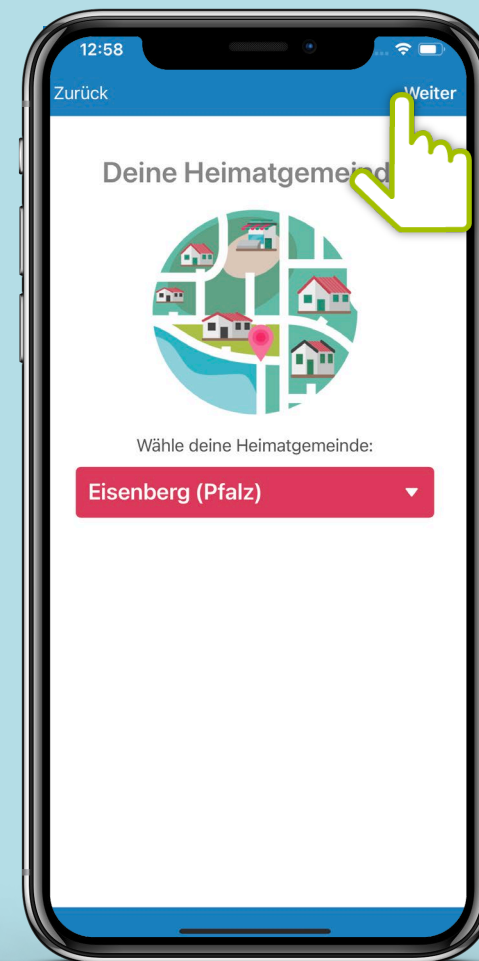 12:58
Zurück Weiter
Deine Heimatgemeind
Wähle deine Heimatgemeinde:
Eisenberg (Pfalz)